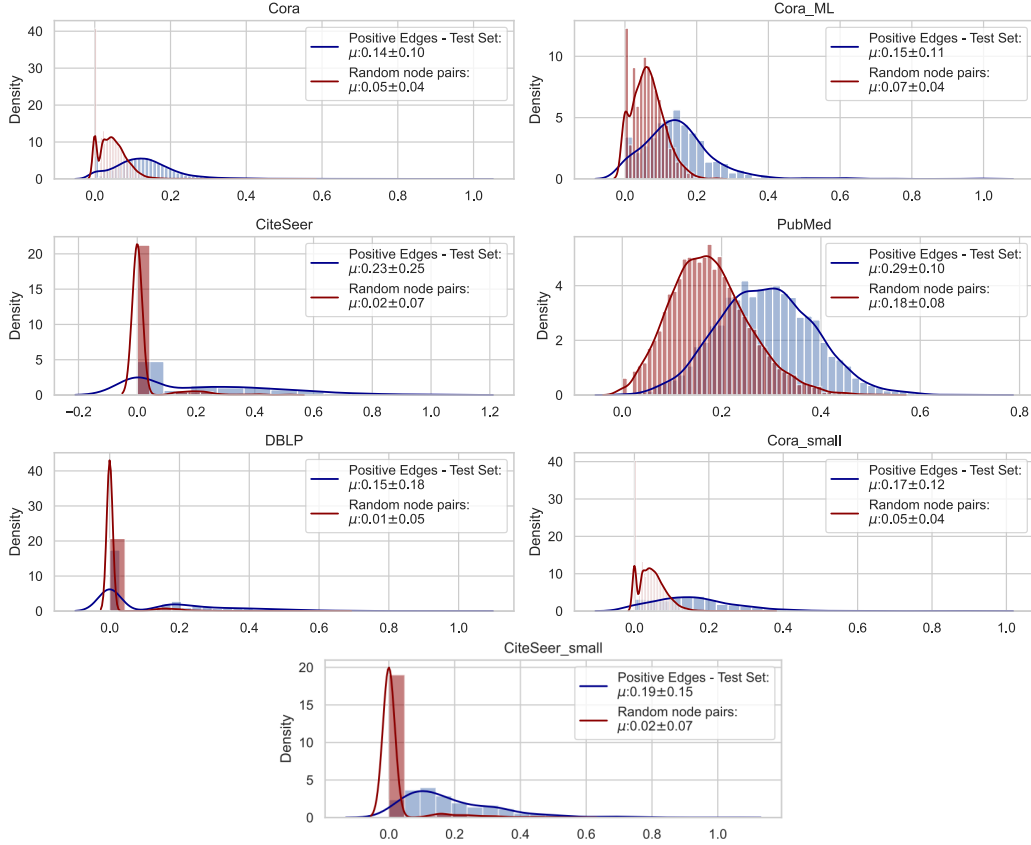 Cora
Density
40
30
20
10
0
0.0 0.2 0.4 0.6 0.8 1.0
Positive Edges - Test Set:
μ:0.14±0.10
Random node pairs:
μ:0.05±0.04
Cora_ML
Density
10
5
0
0.0 0.2 0.4 0.6 0.8 1.0
Positive Edges - Test Set:
μ:0.15±0.11
Random node pairs:
μ:0.07±0.04
CiteSeer
Density
20
15
10
5
0
−0.2 0.0 0.2 0.4 0.6 0.8 1.0 1.2
Positive Edges - Test Set:
μ:0.23±0.25
Random node pairs:
μ:0.02±0.07
PubMed
Density
4
2
0
0.0 0.2 0.4 0.6 0.8
Positive Edges - Test Set:
μ:0.29±0.10
Random node pairs:
μ:0.18±0.08
DBLP
Density
40
30
20
10
0
0.0 0.2 0.4 0.6 0.8 1.0
Positive Edges - Test Set:
μ:0.15±0.18
Random node pairs:
μ:0.01±0.05
Cora_small
Density
40
30
20
10
0
0.0 0.2 0.4 0.6 0.8 1.0
Positive Edges - Test Set:
μ:0.17±0.12
Random node pairs:
μ:0.05±0.04
CiteSeer_small
Density
20
15
10
5
0
0.0 0.2 0.4 0.6 0.8 1.0
Positive Edges - Test Set:
μ:0.19±0.15
Random node pairs:
μ:0.02±0.07